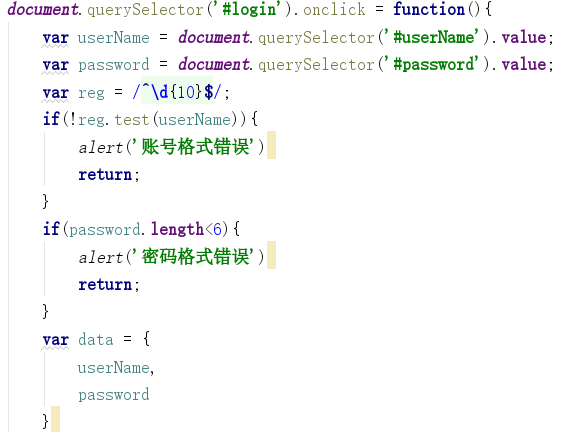 document.querySelector('#login').onclick = function(){
    var userName = document.querySelector('#userName').value;
    var password = document.querySelector('#password').value;
    var reg = /^\d{10}$/;
    if(!reg.test(userName)){
        alert('账号格式错误')
        return;
    }
    if(password.length<6){
        alert('密码格式错误')
        return;
    }
    var data = {
        userName,
        password
    }